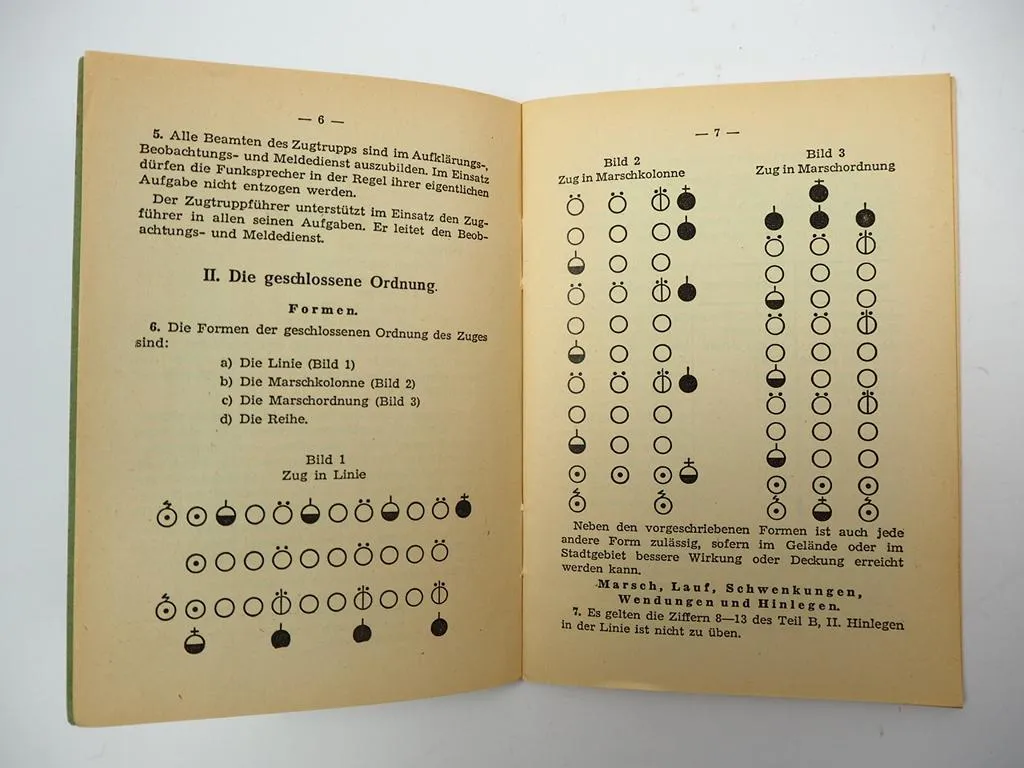 — 6 —
5. Alle Beamten des Zugtrupps sind im Aufklärungs-,
Beobachtungs- und Meldedienst auszubilden. Im Einsatz
dürfen die Funksprecher in der Regel ihrer eigentlichen
Aufgabe nicht entzogen werden.
Der Zugtruppführer unterstützt im Einsatz den Zug-
führer in allen seinen Aufgaben. Er leitet den Beob-
achtungs- und Meldedienst.
II. Die geschlossene Ordnung.
Formen.
6. Die Formen der geschlossenen Ordnung des Zuges
sind:
a) Die Linie (Bild 1)
b) Die Marschkolonne (Bild 2)
c) Die Marschordnung (Bild 3)
d) Die Reihe.
Bild 1
Zug in Linie
— 7 —
Bild 2
Zug in Marschkolonne
Bild 3
Zug in Marschordnung
Neben den vorgeschriebenen Formen ist auch jede
andere Form zulässig, sofern im Gelände oder im
Stadtgebiet bessere Wirkung oder Deckung erreicht
werden kann.
Marsch, Lauf, Schwenkungen,
Wendungen und Hinlegen.
7. Es gelten die Ziffern 8—13 des Teil B, II. Hinlegen
in der Linie ist nicht zu üben.